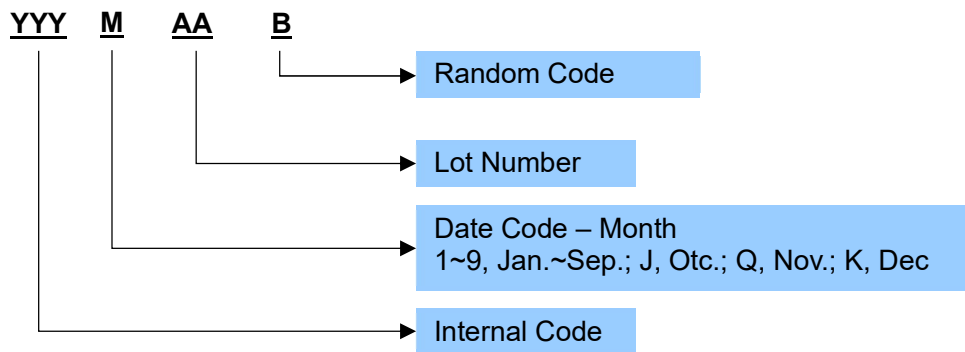 YYY M AA B
Random Code
Lot Number
Date Code – Month
1~9, Jan.~Sep.; J, Otc.; Q, Nov.; K, Dec
Internal Code